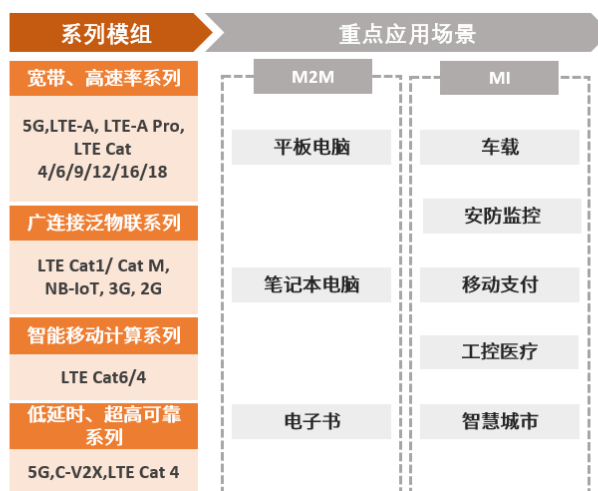 系列模组
重点应用场景
宽带、高速率系列
5G,LTE-A, LTE-A Pro,
LTE Cat
4/6/9/12/16/18
广连接泛物联系列
LTE Cat1/ Cat M,
NB-IoT, 3G, 2G
智能移动计算系列
LTE Cat6/4
低延时、超高可靠
系列
5G,C-V2X,LTE Cat 4
M2M
平板电脑
笔记本电脑
电子书
MI
车载
安防监控
移动支付
工控医疗
智慧城市